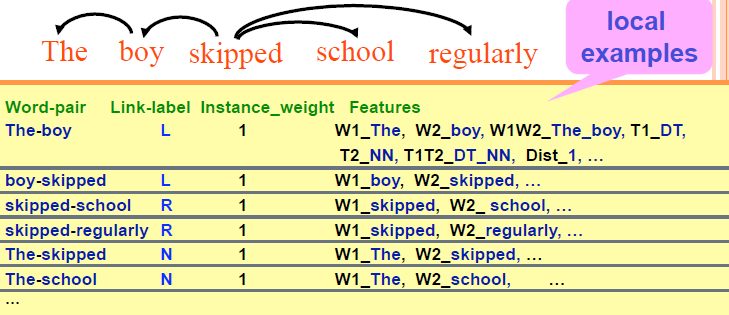 local
examples
The boy skipped school regularly
Word-pair Link-label Instance_weight Features
The-boy L 1 W1_The, W2_boy, W1W2_The_boy, T1_DT,
T2_NN, T1T2_DT_NN, Dist_1, …
boy-skipped L 1 W1_boy, W2_skipped, …
skipped-school R 1 W1_skipped, W2_ school, …
skipped-regularly R 1 W1_skipped, W2_regularly, …
The-skipped N 1 W1_The, W2_skipped, …
The-school N 1 W1_The, W2_school, …
…